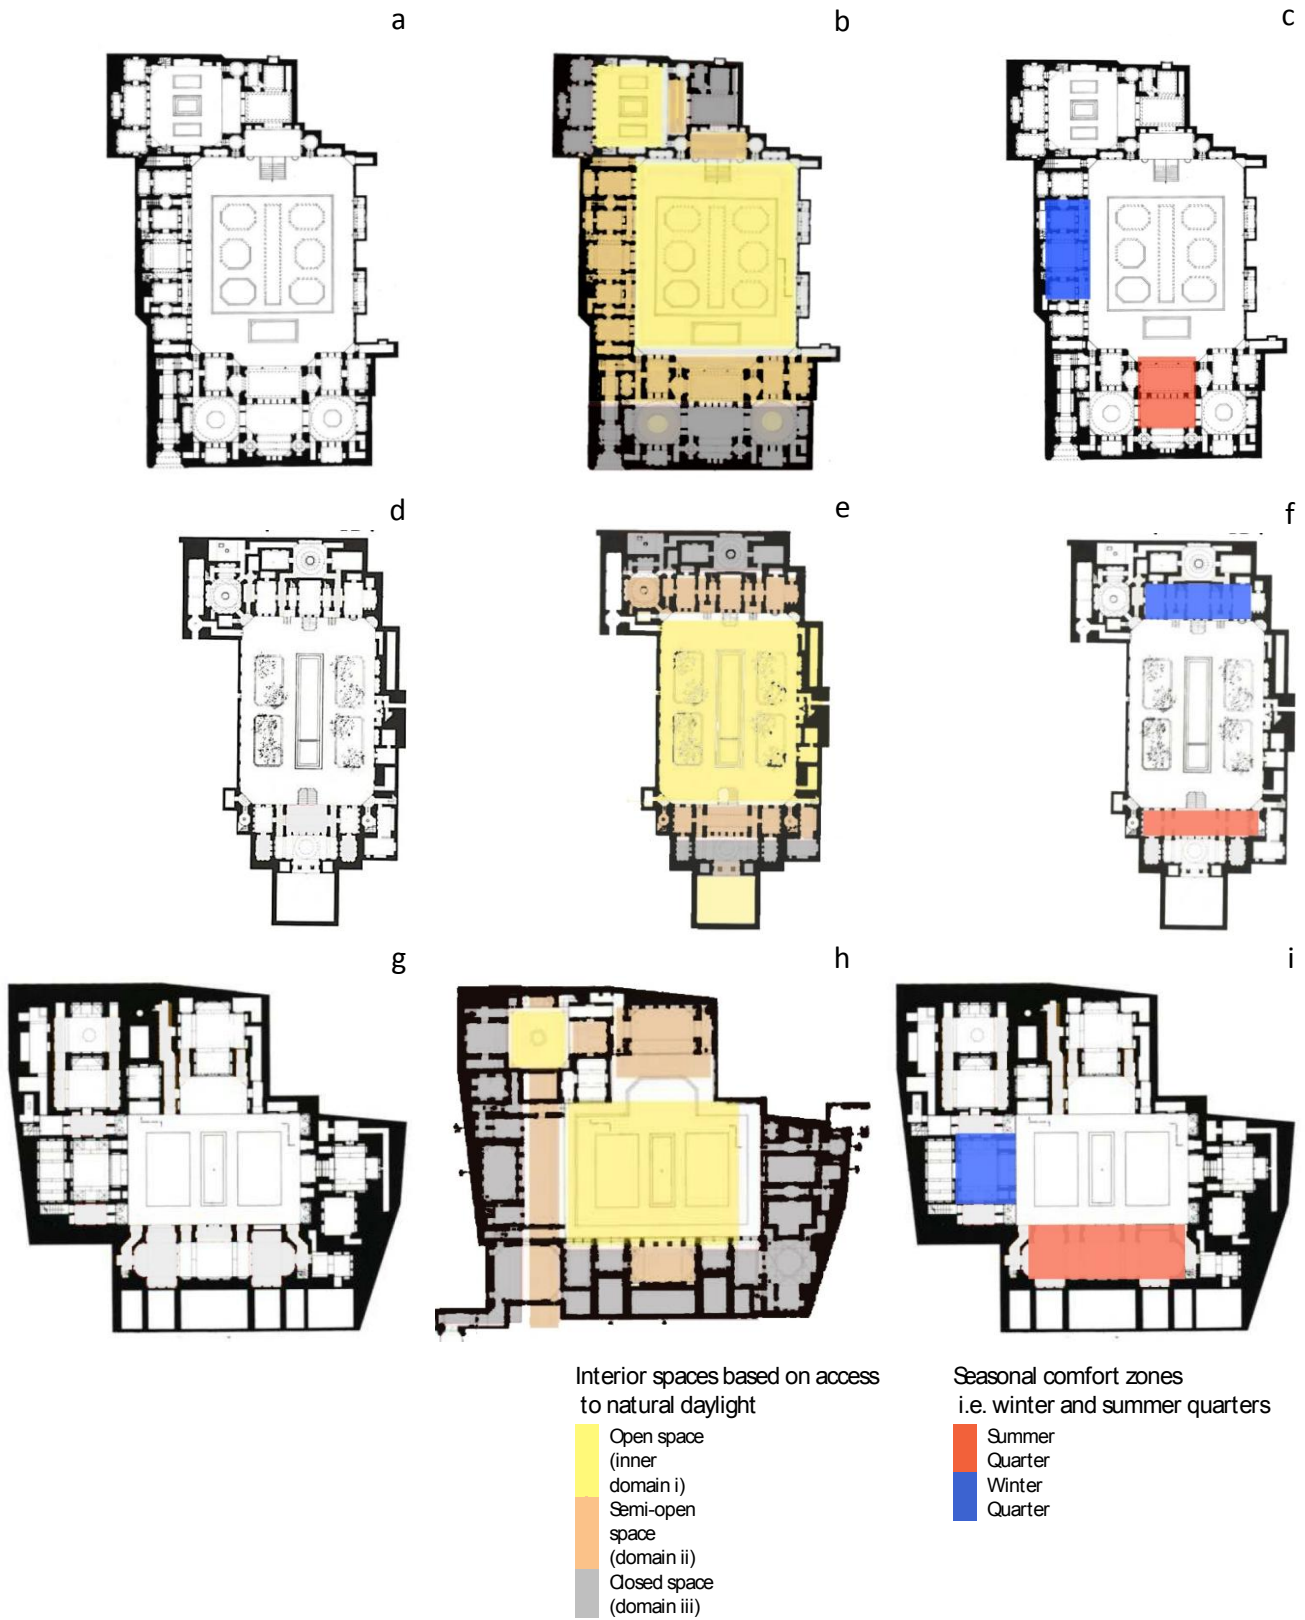 a
b
c
d
e
f
g
h
i
Interior spaces based on access
to natural daylight
Open space
(inner
domain i)
Semi-open
space
(domain ii)
Closed space
(domain iii)
Seasonal comfort zones
i.e. winter and summer quarters
Summer
Quarter
Winter
Quarter